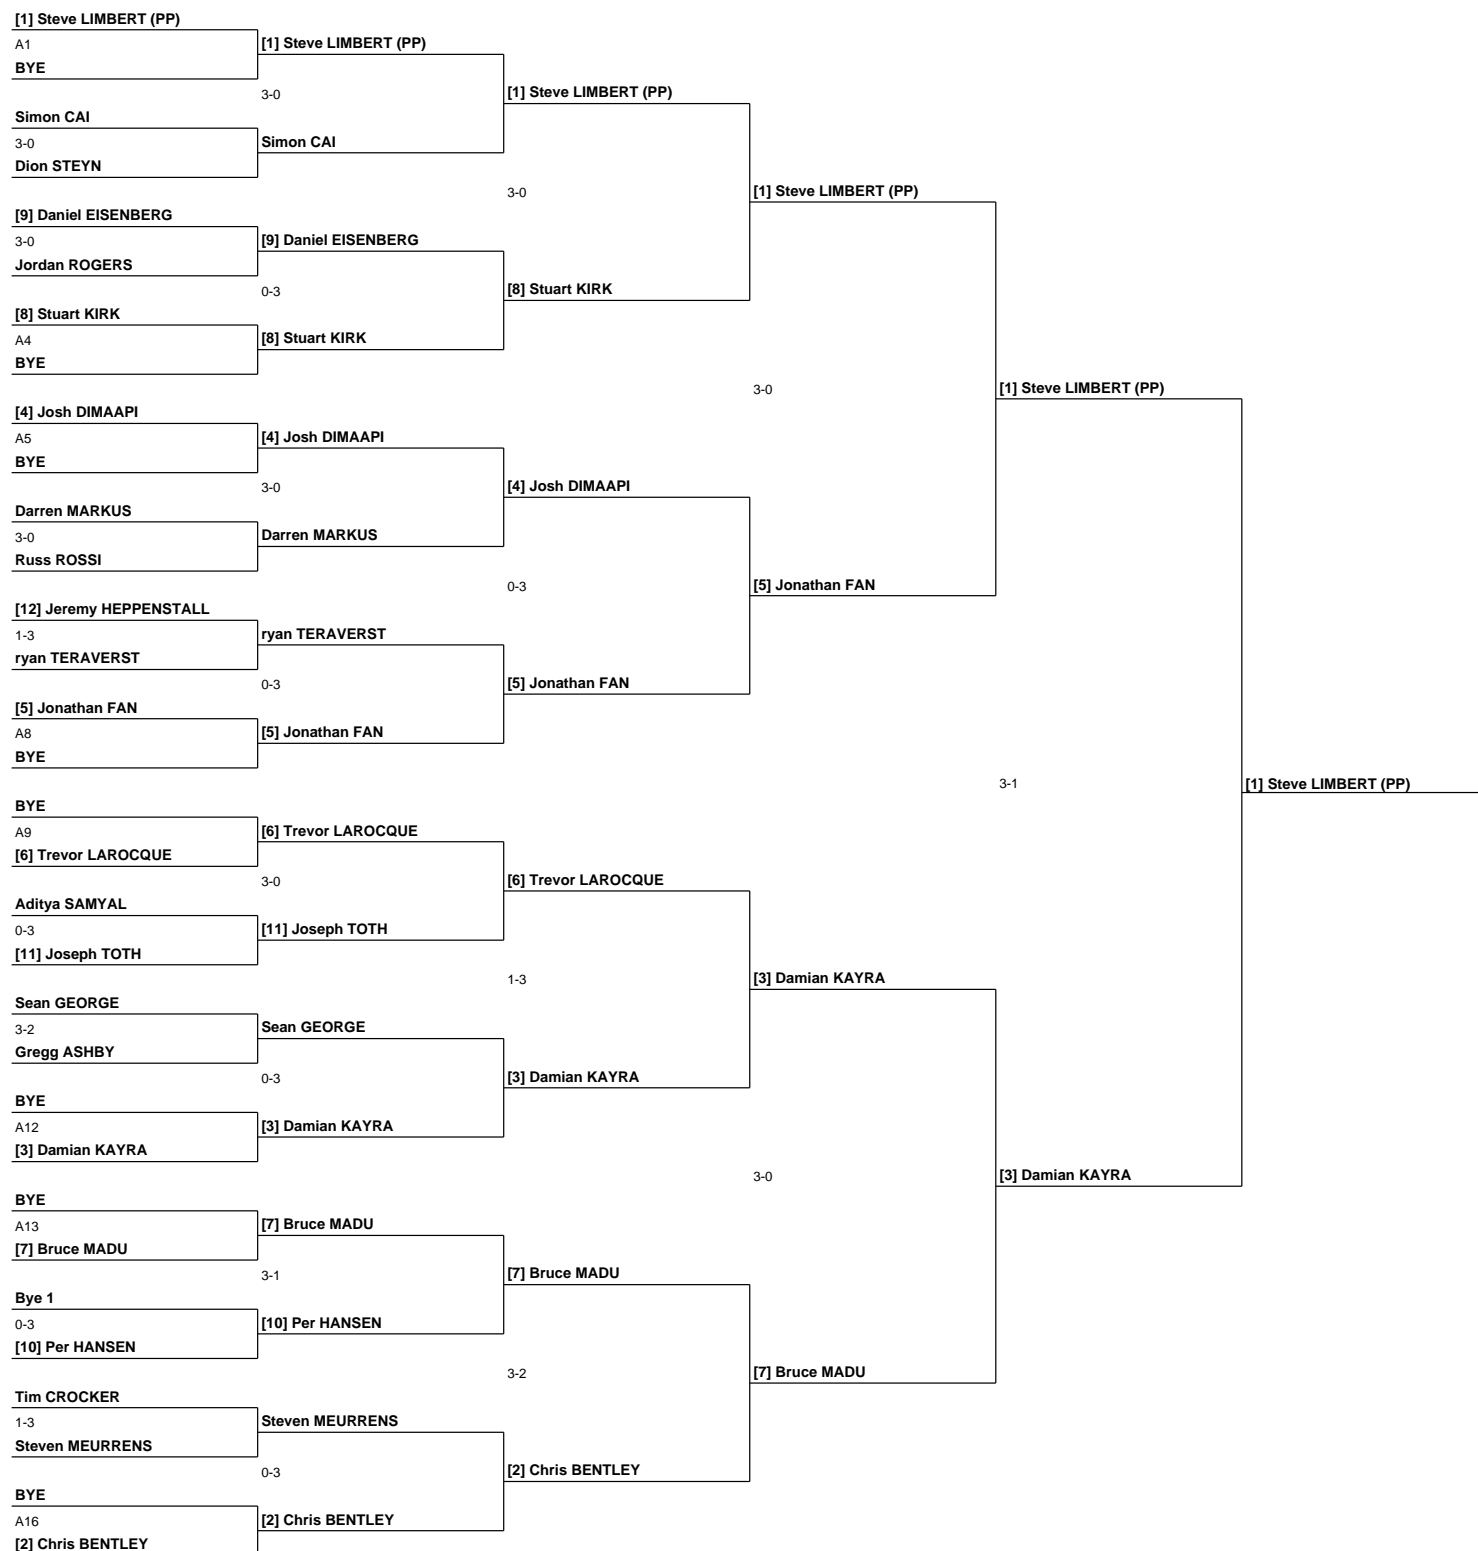 [1] Steve LIMBERT (PP)
A1
BYE
Simon CAI
3-0
Dion STEYN
[9] Daniel EISENBERG
3-0
Jordan ROGERS
[8] Stuart KIRK
A4
BYE
[4] Josh DIMAAPI
A5
BYE
Darren MARKUS
3-0
Russ ROSSI
[12] Jeremy HEPPENSTALL
1-3
ryan TERAVERST
[5] Jonathan FAN
A8
BYE
BYE
A9
[6] Trevor LAROCQUE
Aditya SAMYAL
0-3
[11] Joseph TOTH
Sean GEORGE
3-2
Gregg ASHBY
BYE
A12
[3] Damian KAYRA
BYE
A13
[7] Bruce MADU
Bye 1
0-3
[10] Per HANSEN
Tim CROCKER
1-3
Steven MEURRENS
BYE
A16
[2] Chris BENTLEY
[1] Steve LIMBERT (PP)
3-0
Simon CAI
[9] Daniel EISENBERG
0-3
[8] Stuart KIRK
[4] Josh DIMAAPI
3-0
Darren MARKUS
ryan TERAVERST
0-3
[5] Jonathan FAN
[6] Trevor LAROCQUE
3-0
[11] Joseph TOTH
Sean GEORGE
0-3
[3] Damian KAYRA
[7] Bruce MADU
3-1
[10] Per HANSEN
Steven MEURRENS
0-3
[2] Chris BENTLEY
[1] Steve LIMBERT (PP)
3-0
[8] Stuart KIRK
[4] Josh DIMAAPI
0-3
[5] Jonathan FAN
[6] Trevor LAROCQUE
1-3
[3] Damian KAYRA
[7] Bruce MADU
3-2
[2] Chris BENTLEY
[1] Steve LIMBERT (PP)
3-0
[5] Jonathan FAN
[3] Damian KAYRA
3-0
[7] Bruce MADU
[1] Steve LIMBERT (PP)
3-1
[3] Damian KAYRA
[1] Steve LIMBERT (PP)